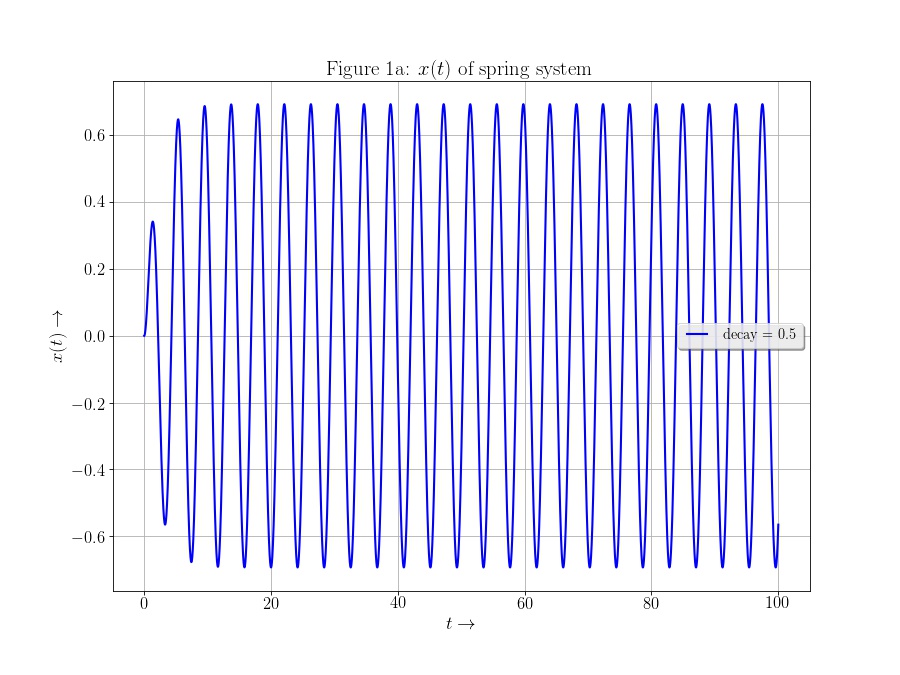 Figure 1a: x(t) of spring system
0.6
0.4
0.2
0.0
−0.2
−0.4
−0.6
x(t) →
decay = 0.5
0 20 40 60 80 100
t →